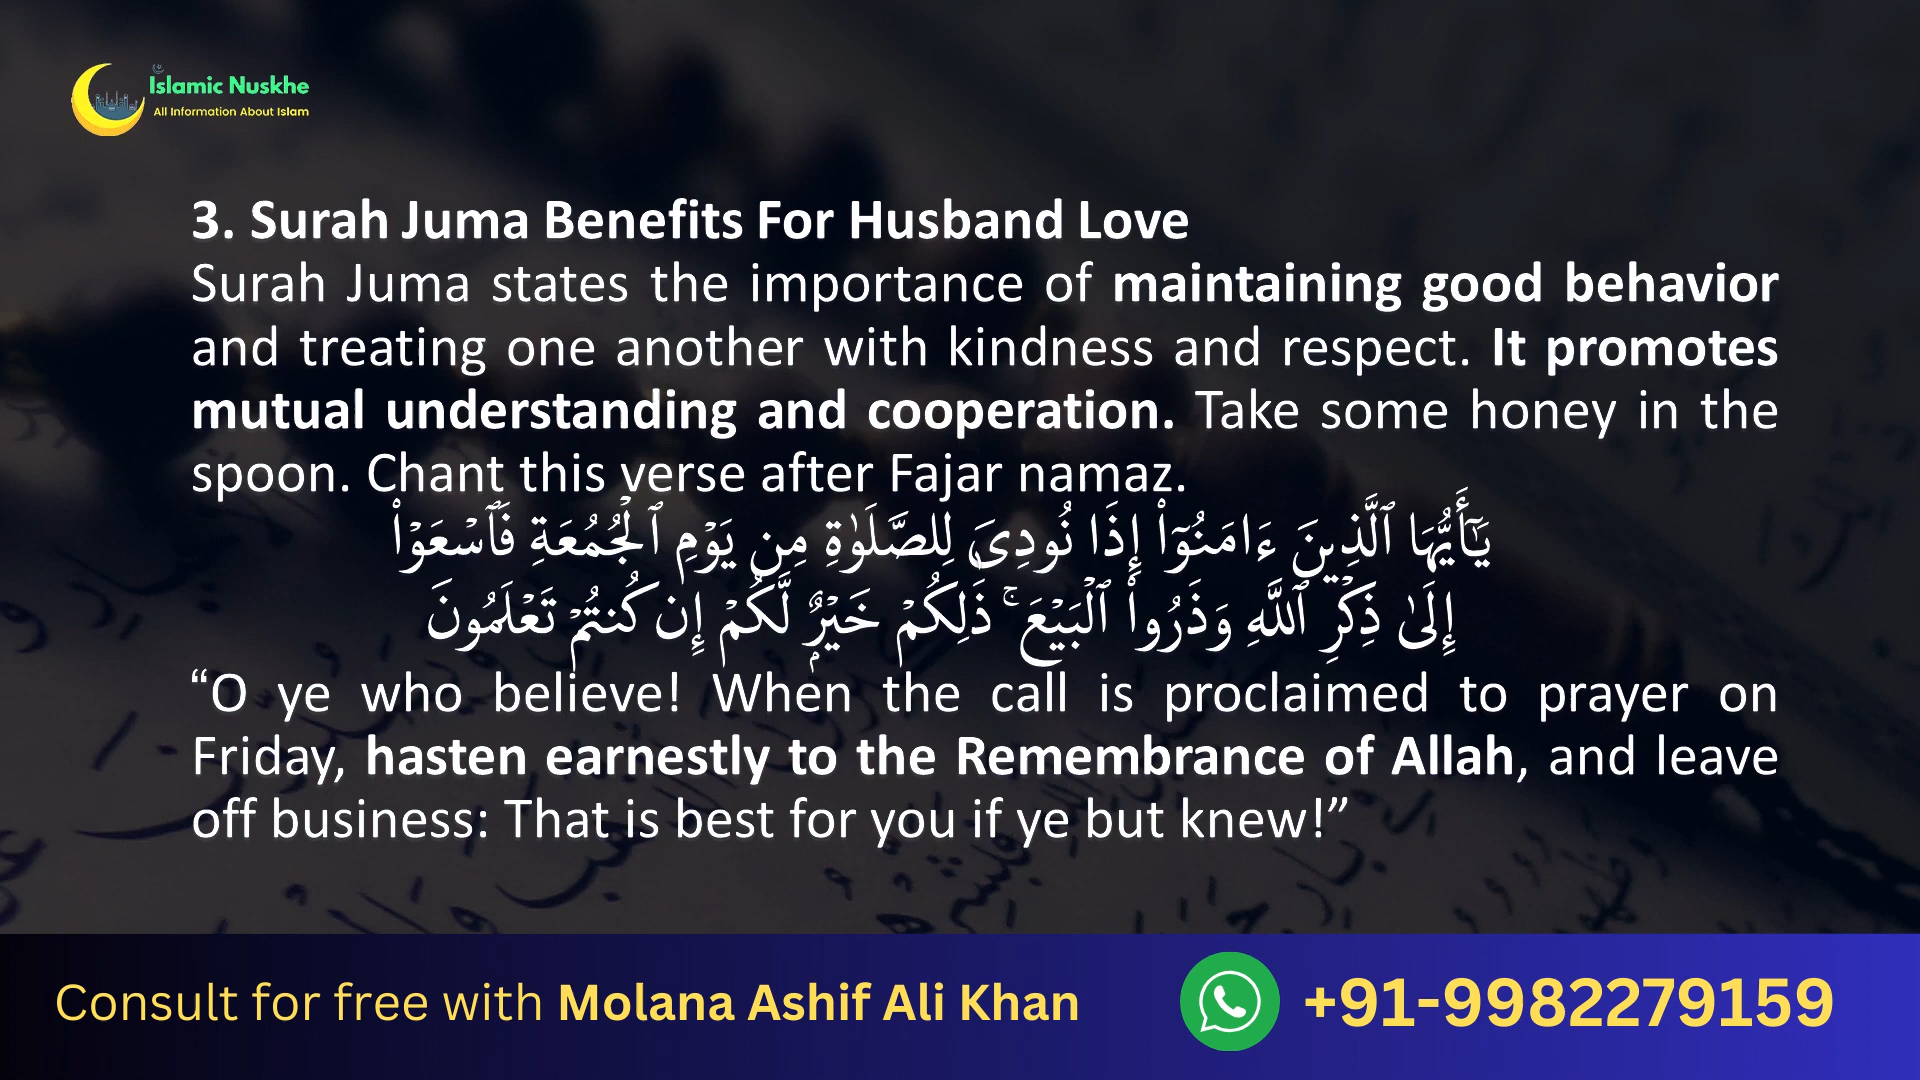 Islamic Nuskhe
All Information About Islam
3. Surah Juma Benefits For Husband Love
Surah Juma states the importance of maintaining good behavior
and treating one another with kindness and respect. It promotes
mutual understanding and cooperation. Take some honey in the
spoon. Chant this verse after Fajar namaz.
يَـٰٓأَيُّهَا ٱلَّذِينَ ءَامَنُوٓا۟ إِذَا نُودِىَ لِلصَّلَوٰةِ مِن يَوْمِ ٱلْجُمُعَةِ فَٱسْعَوْا۟
إِلَىٰ ذِكْرِ ٱللَّهِ وَذَرُوا۟ ٱلْبَيْعَ ۚ ذَٰلِكُمْ خَيْرٌۭ لَّكُمْ إِن كُنتُمْ تَعْلَمُونَ
“O ye who believe! When the call is proclaimed to prayer on
Friday, hasten earnestly to the Remembrance of Allah, and leave
off business: That is best for you if ye but knew!”
Consult for free with Molana Ashif Ali Khan
+91-9982279159